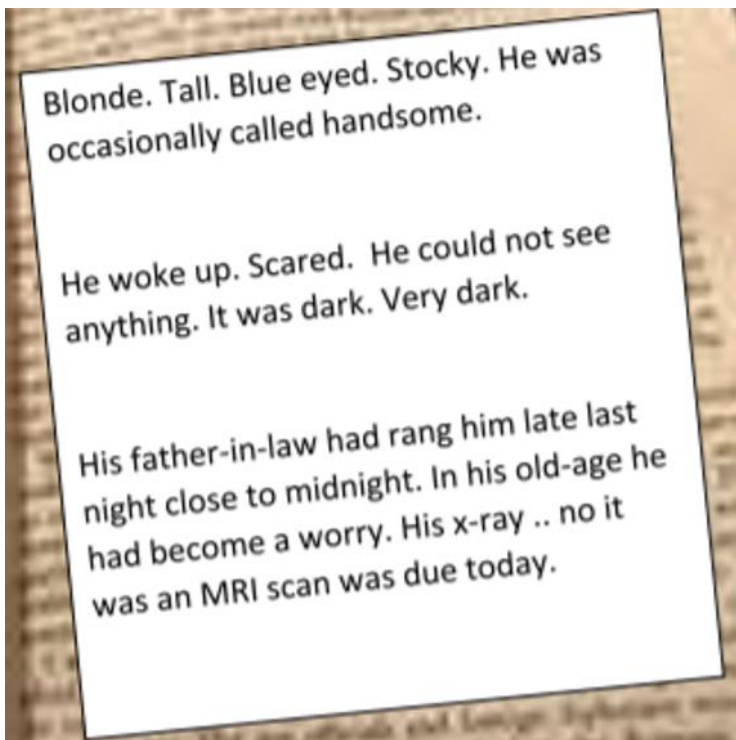 Blonde. Tall. Blue eyed. Stocky. He was
occasionally called handsome.
He woke up. Scared.  He could not see
anything. It was dark. Very dark.
His father-in-law had rang him late last
night close to midnight. In his old-age he
had become a worry. His x-ray .. no it
was an MRI scan was due today.